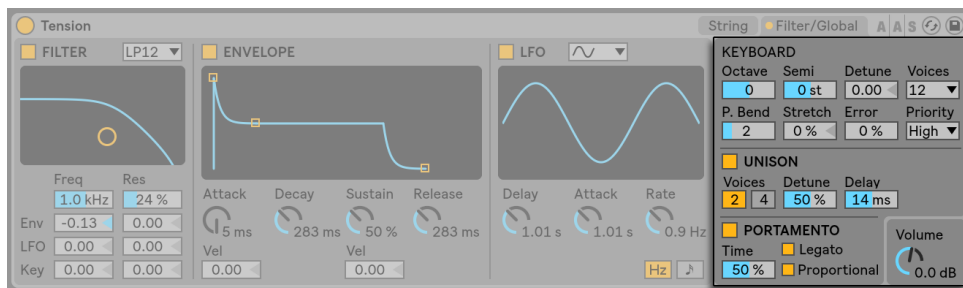 Tension
String Filter/Global A A S
FILTER LP12
Freq Res
1.0 kHz 24 %
Env -0.13 0.00
LFO 0.00 0.00
Key 0.00 0.00
ENVELOPE
Attack Decay Sustain Release
5 ms 283 ms 50 % 283 ms
Vel Vel
0.00 0.00
LFO
Delay Attack Rate
1.01 s 1.01 s 0.9 Hz
Hz
KEYBOARD
Octave Semi Detune Voices
0 0 st 0.00 12
P. Bend Stretch Error Priority
2 0 % 0 % High
UNISON
Voices Detune Delay
2 4 50 % 14 ms
PORTAMENTO
Time Legato
50 % Proportional
Volume
0.0 dB